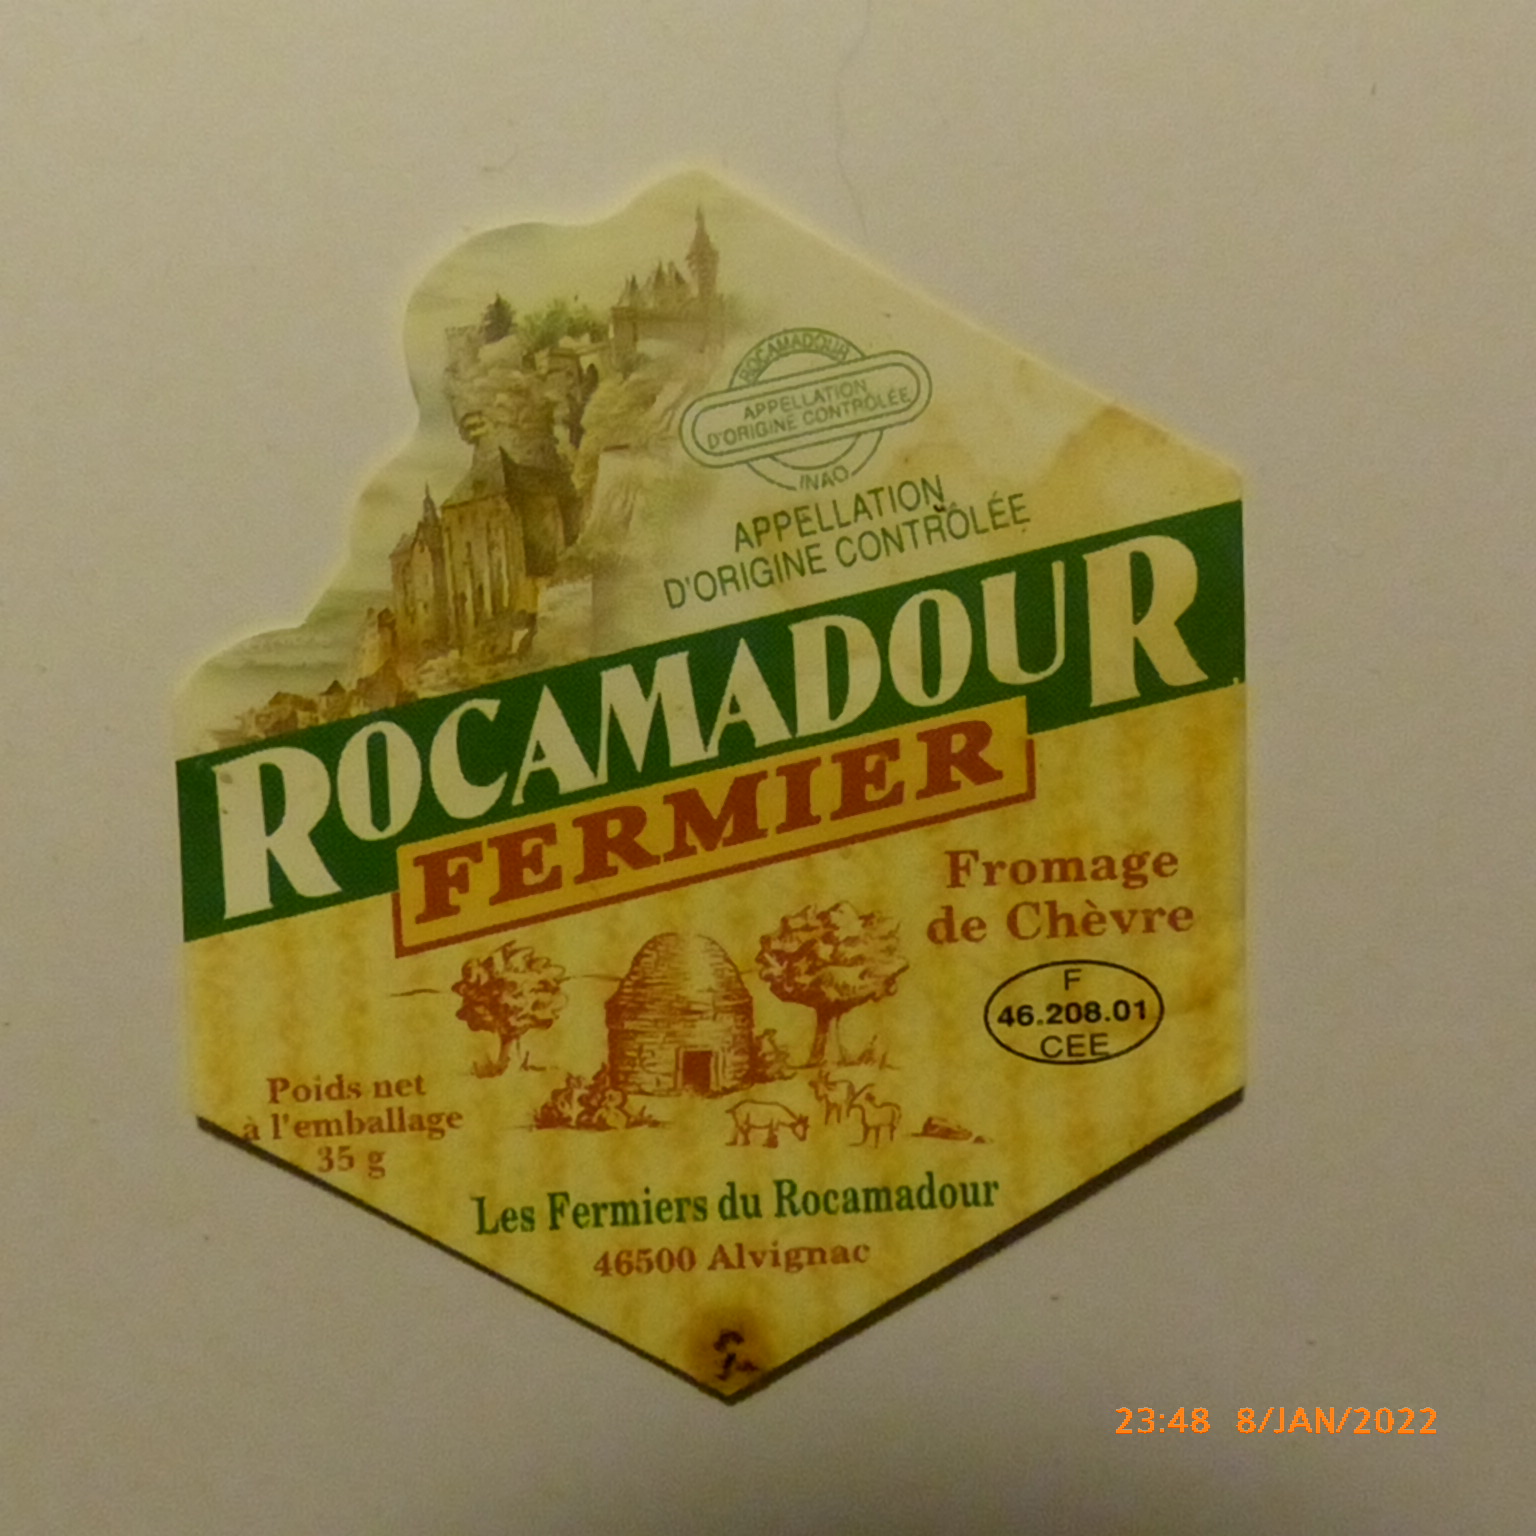 ROCAMADOUR
APPELLATION
D'ORIGINE CONTRÔLÉE
INAO
APPELLATION
D'ORIGINE CONTRÔLÉE
ROCAMADOUR
FERMIER
Fromage
de Chèvre
F
46.208.01
CEE
Poids net
à l'emballage
35 g
Les Fermiers du Rocamadour
46500 Alvignac
23:48 8/JAN/2022